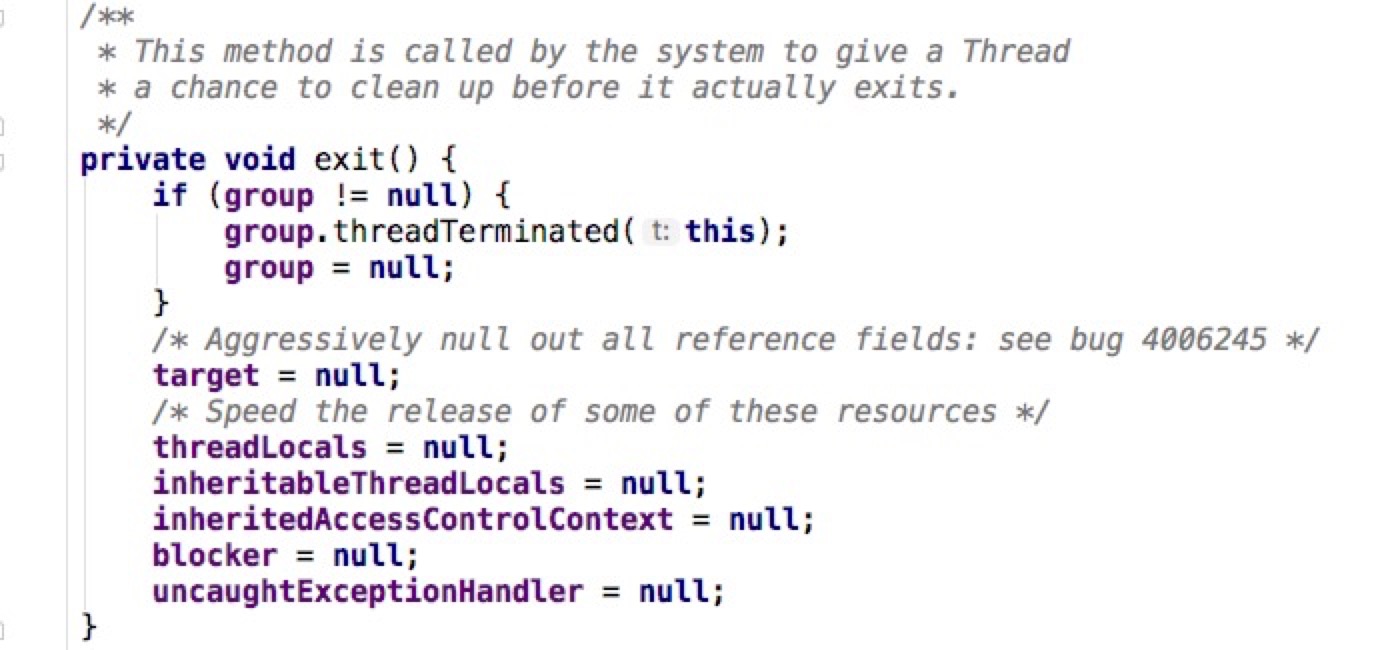 /**
 * This method is called by the system to give a Thread
 * a chance to clean up before it actually exits.
 */
private void exit() {
    if (group != null) {
        group.threadTerminated( t: this);
        group = null;
    }
    /* Aggressively null out all reference fields: see bug 4006245 */
    target = null;
    /* Speed the release of some of these resources */
    threadLocals = null;
    inheritableThreadLocals = null;
    inheritedAccessControlContext = null;
    blocker = null;
    uncaughtExceptionHandler = null;
}